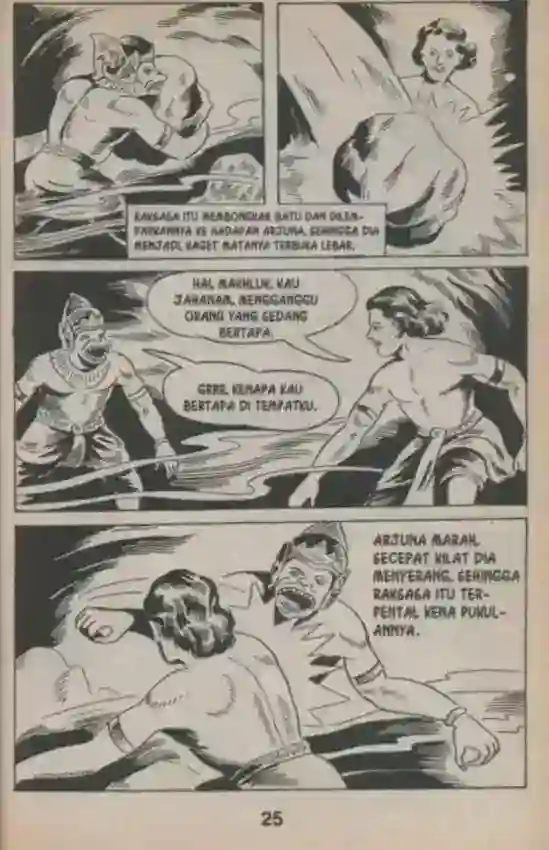 RAKSASA ITU MEMBONGKAR BATU DAN DILEM-
PARKANNYA KE HADAPAN ARJUNA, SEHINGGA DIA
MENJADI KAGET MATANYA TERBUKA LEBAR.
HAI, MAKHLUK, KAU
JAHANAM, MENGGANGGU
ORANG YANG SEDANG
BERTAPA.
GRRR, KENAPA KAU
BERTAPA DI TEMPATKU.
ARJUNA MARAH,
SECEPAT KILAT DIA
MENYERANG, SEHINGGA
RAKSASA ITU TER-
PENTAL KENA PUKUL-
ANNYA.
25